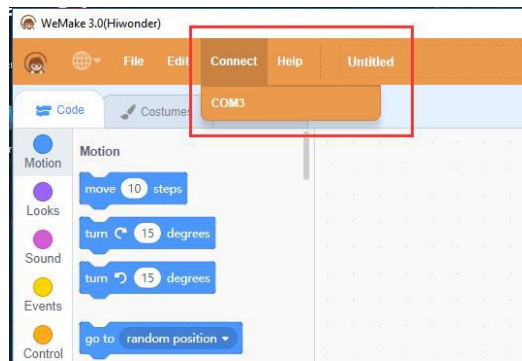 WeMake 3.0(Hiwonder)
File Edit Connect Help Untitled
COM3
Code Costumes
Motion
Looks
Sound
Events
Control
Motion
move 10 steps
turn 15 degrees
turn 15 degrees
go to random position